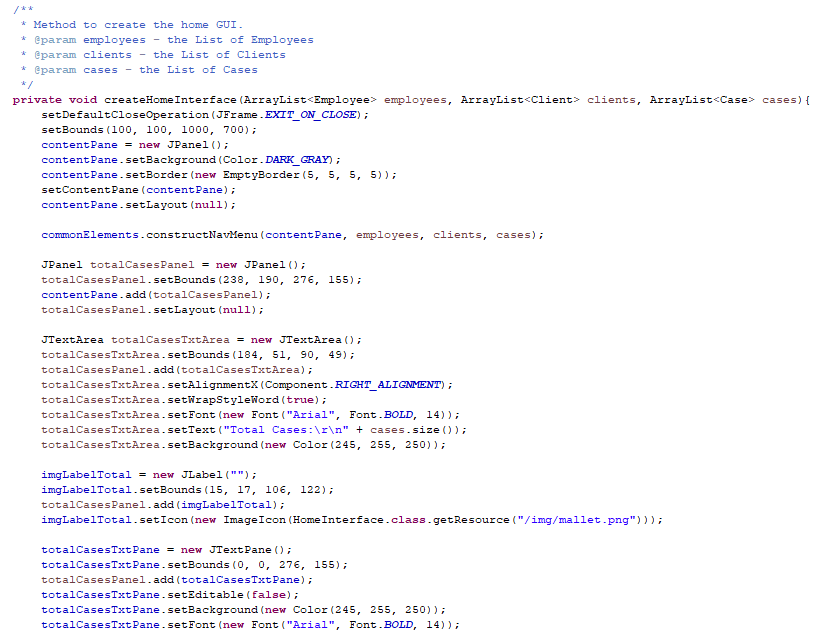 /**
 * Method to create the home GUI.
 * @param employees - the List of Employees
 * @param clients - the List of Clients
 * @param cases - the List of Cases
 */
private void createHomeInterface(ArrayList<Employee> employees, ArrayList<Client> clients, ArrayList<Case> cases){
    setDefaultCloseOperation(JFrame.EXIT_ON_CLOSE);
    setBounds(100, 100, 1000, 700);
    contentPane = new JPanel();
    contentPane.setBackground(Color.DARK_GRAY);
    contentPane.setBorder(new EmptyBorder(5, 5, 5, 5));
    setContentPane(contentPane);
    contentPane.setLayout(null);

    commonElements.constructNavMenu(contentPane, employees, clients, cases);

    JPanel totalCasesPanel = new JPanel();
    totalCasesPanel.setBounds(238, 190, 276, 155);
    contentPane.add(totalCasesPanel);
    totalCasesPanel.setLayout(null);

    JTextArea totalCasesTxtArea = new JTextArea();
    totalCasesTxtArea.setBounds(184, 51, 90, 49);
    totalCasesPanel.add(totalCasesTxtArea);
    totalCasesTxtArea.setAlignmentX(Component.RIGHT_ALIGNMENT);
    totalCasesTxtArea.setWrapStyleWord(true);
    totalCasesTxtArea.setFont(new Font("Arial", Font.BOLD, 14));
    totalCasesTxtArea.setText("Total Cases:\r\n" + cases.size());
    totalCasesTxtArea.setBackground(new Color(245, 255, 250));

    imgLabelTotal = new JLabel("");
    imgLabelTotal.setBounds(15, 17, 106, 122);
    totalCasesPanel.add(imgLabelTotal);
    imgLabelTotal.setIcon(new ImageIcon(HomeInterface.class.getResource("/img/mallet.png")));

    totalCasesTxtPane = new JTextPane();
    totalCasesTxtPane.setBounds(0, 0, 276, 155);
    totalCasesPanel.add(totalCasesTxtPane);
    totalCasesTxtPane.setEditable(false);
    totalCasesTxtPane.setBackground(new Color(245, 255, 250));
    totalCasesTxtPane.setFont(new Font("Arial", Font.BOLD, 14));